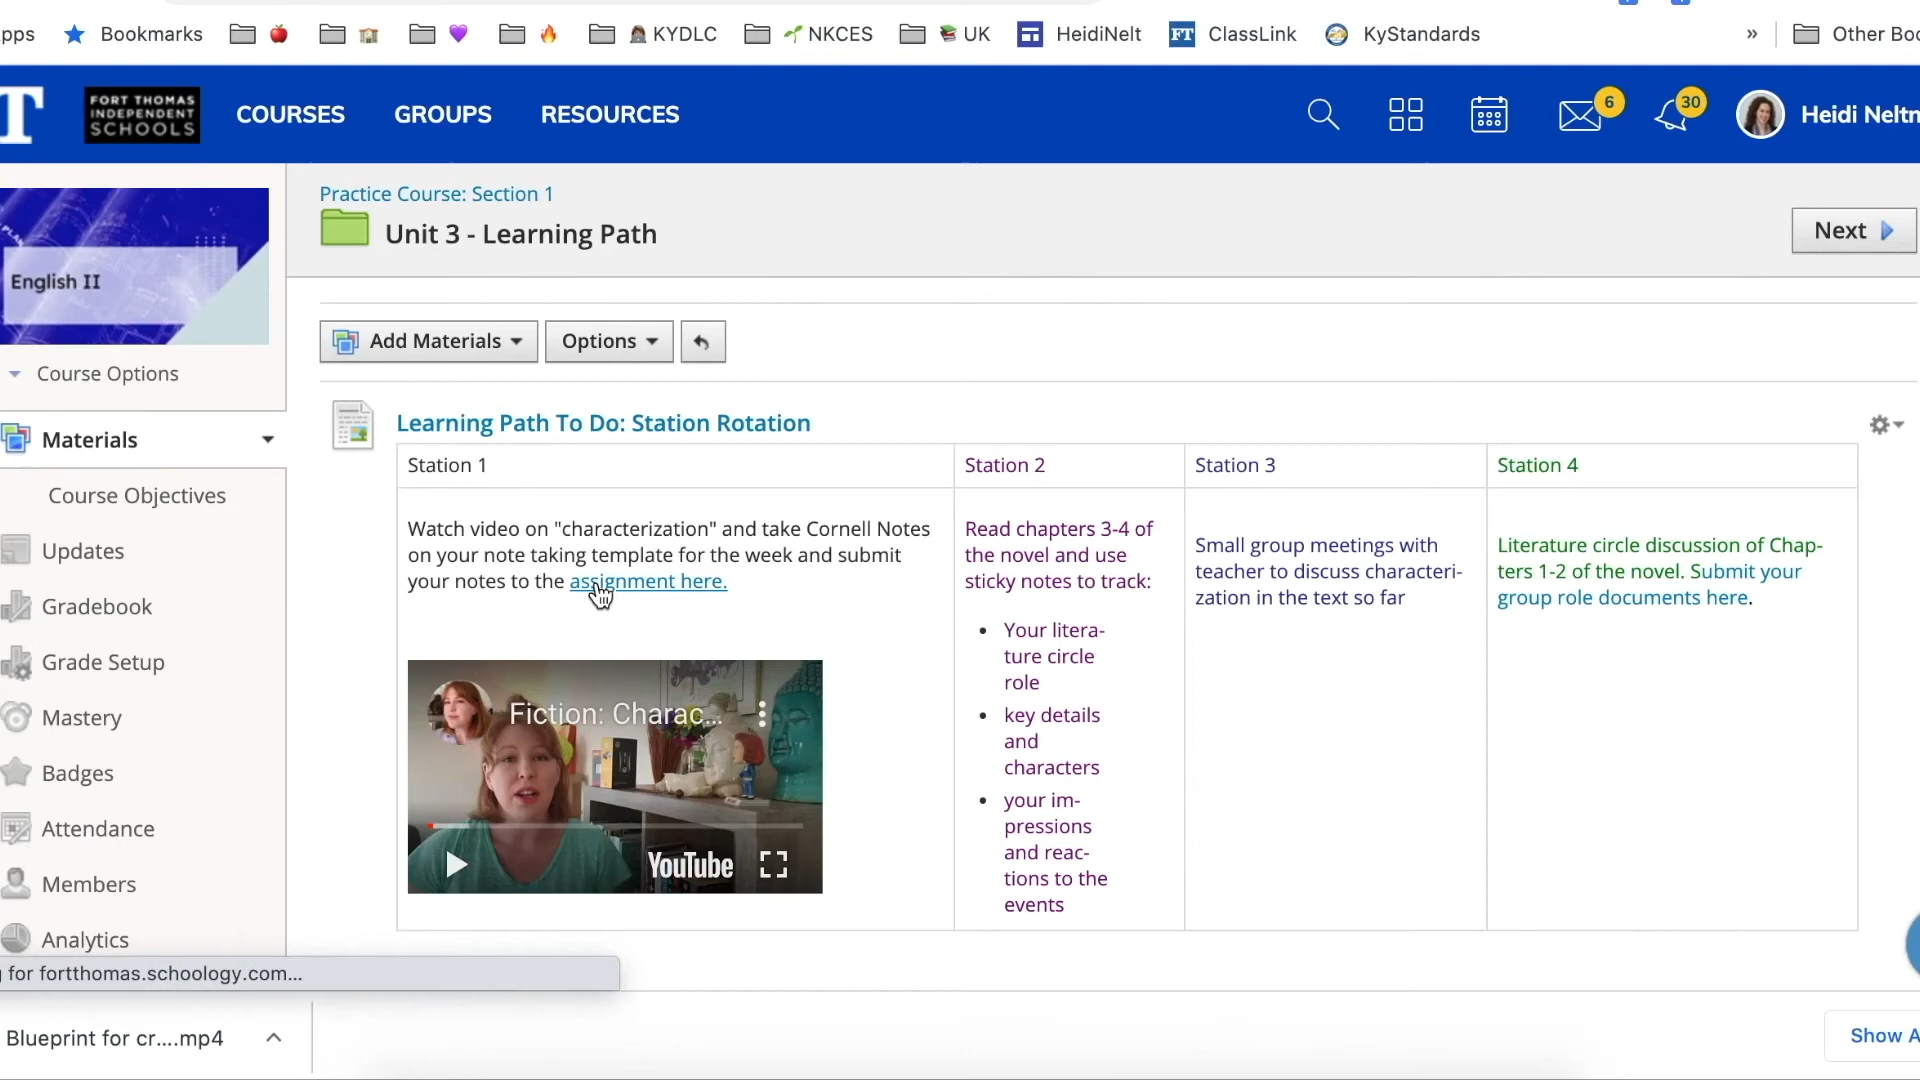 pps Bookmarks KYDLC NKCES UK HeidiNelt FT ClassLink KyStandards » Other Boo
T FORT THOMAS INDEPENDENT SCHOOLS COURSES GROUPS RESOURCES 6 30 Heidi Neltn
Practice Course: Section 1
Unit 3 - Learning Path
Next
English II
Add Materials Options
Course Options
Materials
Course Objectives
Updates
Gradebook
Grade Setup
Mastery
Badges
Attendance
Members
Analytics
Learning Path To Do: Station Rotation
Station 1
Watch video on "characterization" and take Cornell Notes
on your note taking template for the week and submit
your notes to the assignment here.
Fiction: Charac...
YouTube
Station 2
Read chapters 3-4 of
the novel and use
sticky notes to track:
• Your litera-
ture circle
role
• key details
and
characters
• your im-
pressions
and reac-
tions to the
events
Station 3
Small group meetings with
teacher to discuss characteri-
zation in the text so far
Station 4
Literature circle discussion of Chap-
ters 1-2 of the novel. Submit your
group role documents here.
for fortthomas.schoology.com...
Blueprint for cr....mp4
Show A